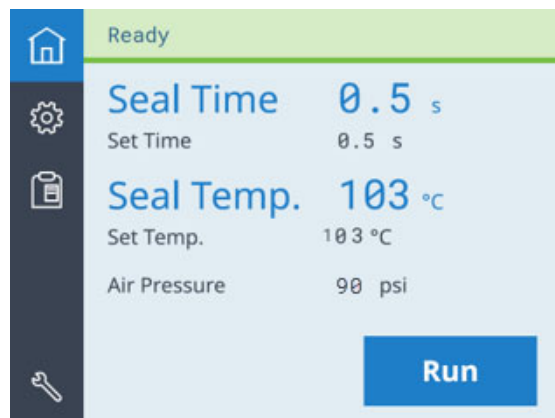 Ready
Seal Time 0.5 s
Set Time 0.5 s
Seal Temp. 103 °C
Set Temp. 103 °C
Air Pressure 90 psi
Run